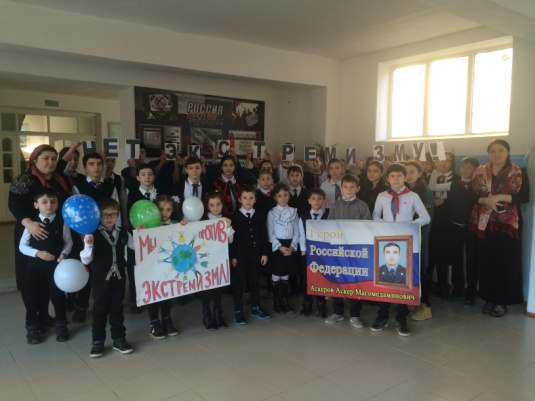 РОССИЯ
НЕТ ЭКСТРЕМИЗМУ!
МЫ ПРОТИВ
ЭКСТРЕМИЗМА!
Герой
Российской
Федерации
Аскеров Аскер Магомедаминович